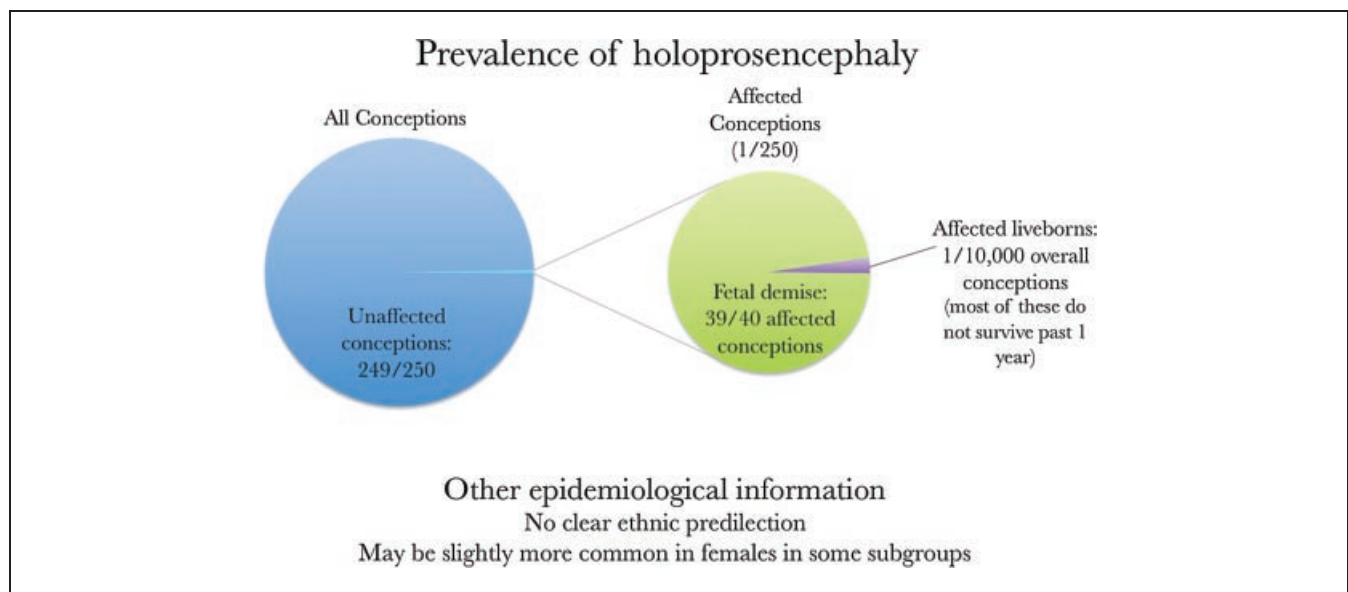 Prevalence of holoprosencephaly
All Conceptions
Unaffected
conceptions:
249/250
Affected
Conceptions
(1/250)
Fetal demise:
39/40 affected
conceptions
Affected liveborns:
1/10,000 overall
conceptions
(most of these do
not survive past 1
year)
Other epidemiological information
No clear ethnic predilection
May be slightly more common in females in some subgroups